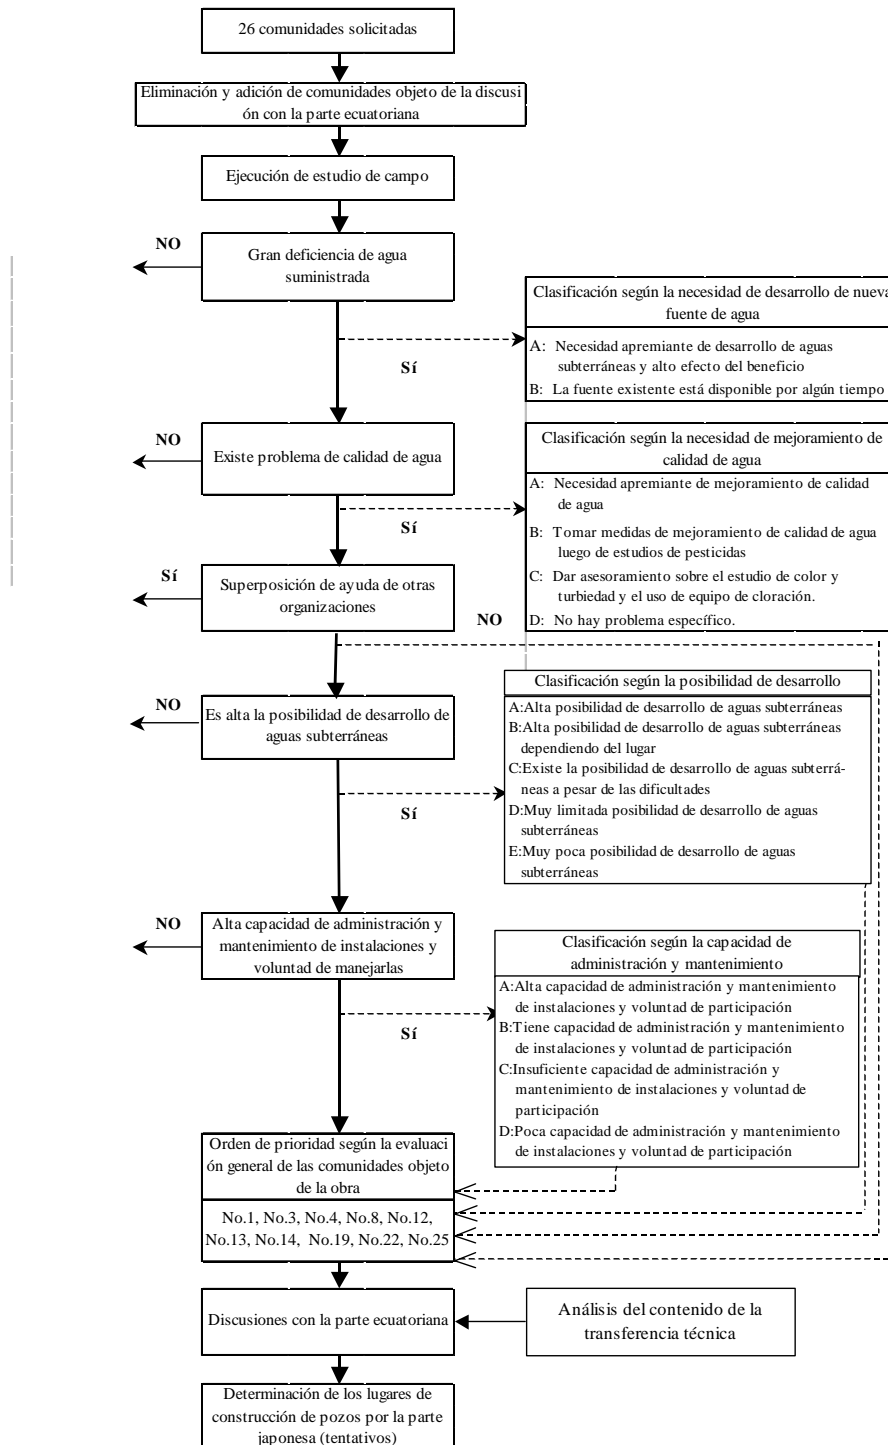 26 comunidades solicitadas
Eliminación y adición de comunidades objeto de la discusi
ón con la parte ecuatoriana
Ejecución de estudio de campo
NO
Gran deficiencia de agua
suministrada
Sí
Clasificación según la necesidad de desarrollo de nueva
fuente de agua
A: Necesidad apremiante de desarrollo de aguas
subterráneas y alto efecto del beneficio
B: La fuente existente está disponible por algún tiempo
NO
Existe problema de calidad de agua
Sí
Clasificación según la necesidad de mejoramiento de
calidad de agua
A: Necesidad apremiante de mejoramiento de calidad
de agua
B: Tomar medidas de mejoramiento de calidad de agua
luego de estudios de pesticidas
C: Dar asesoramiento sobre el estudio de color y
turbiedad y el uso de equipo de cloración.
D: No hay problema específico.
Sí
Superposición de ayuda de otras
organizaciones
NO
NO
Es alta la posibilidad de desarrollo de
aguas subterráneas
Sí
Clasificación según la posibilidad de desarrollo
A:Alta posibilidad de desarrollo de aguas subterráneas
B:Alta posibilidad de desarrollo de aguas subterráneas
dependiendo del lugar
C:Existe la posibilidad de desarrollo de aguas subterrá-
neas a pesar de las dificultades
D:Muy limitada posibilidad de desarrollo de aguas
subterráneas
E:Muy poca posibilidad de desarrollo de aguas
subterráneas
NO
Alta capacidad de administración y
mantenimiento de instalaciones y
voluntad de manejarlas
Sí
Clasificación según la capacidad de
administración y mantenimiento
A:Alta capacidad de administración y mantenimiento
de instalaciones y voluntad de participación
B:Tiene capacidad de administración y mantenimiento
de instalaciones y voluntad de participación
C:Insuficiente capacidad de administración y
mantenimiento de instalaciones y voluntad de
participación
D:Poca capacidad de administración y mantenimiento
de instalaciones y voluntad de participación
Orden de prioridad según la evaluaci
ón general de las comunidades objeto
de la obra
No.1, No.3, No.4, No.8, No.12,
No.13, No.14, No.19, No.22, No.25
Discusiones con la parte ecuatoriana
Análisis del contenido de la
transferencia técnica
Determinación de los lugares de
construcción de pozos por la parte
japonesa (tentativos)